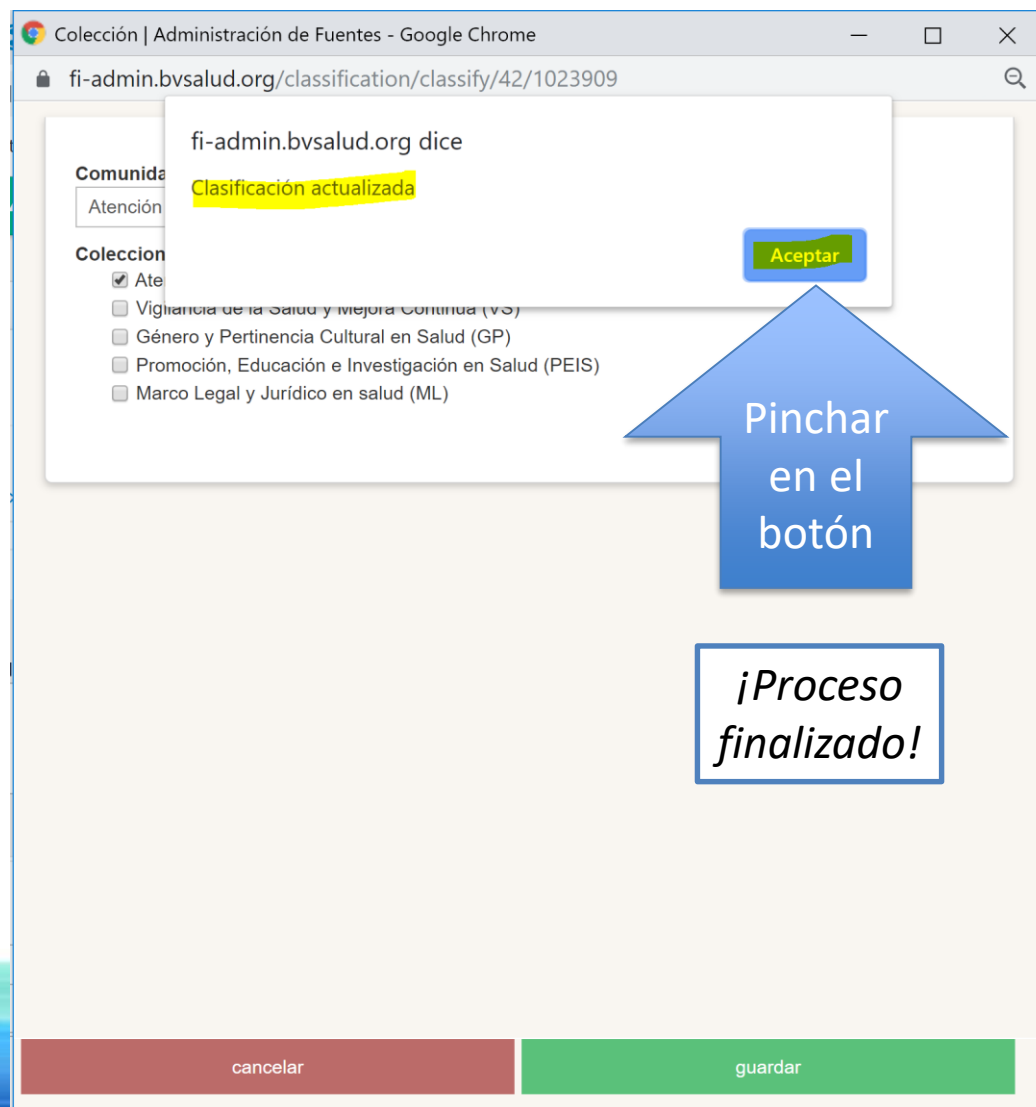 Colección | Administración de Fuentes - Google Chrome
fi-admin.bvsalud.org/classification/classify/42/1023909
fi-admin.bvsalud.org dice
Clasificación actualizada
Aceptar
Comunida
Atención
Coleccion
Ate
Vigilancia de la Salud y Mejora Continua (VS)
Género y Pertinencia Cultural en Salud (GP)
Promoción, Educación e Investigación en Salud (PEIS)
Marco Legal y Jurídico en salud (ML)
Pinchar
en el
botón
¡Proceso
finalizado!
cancelar
guardar